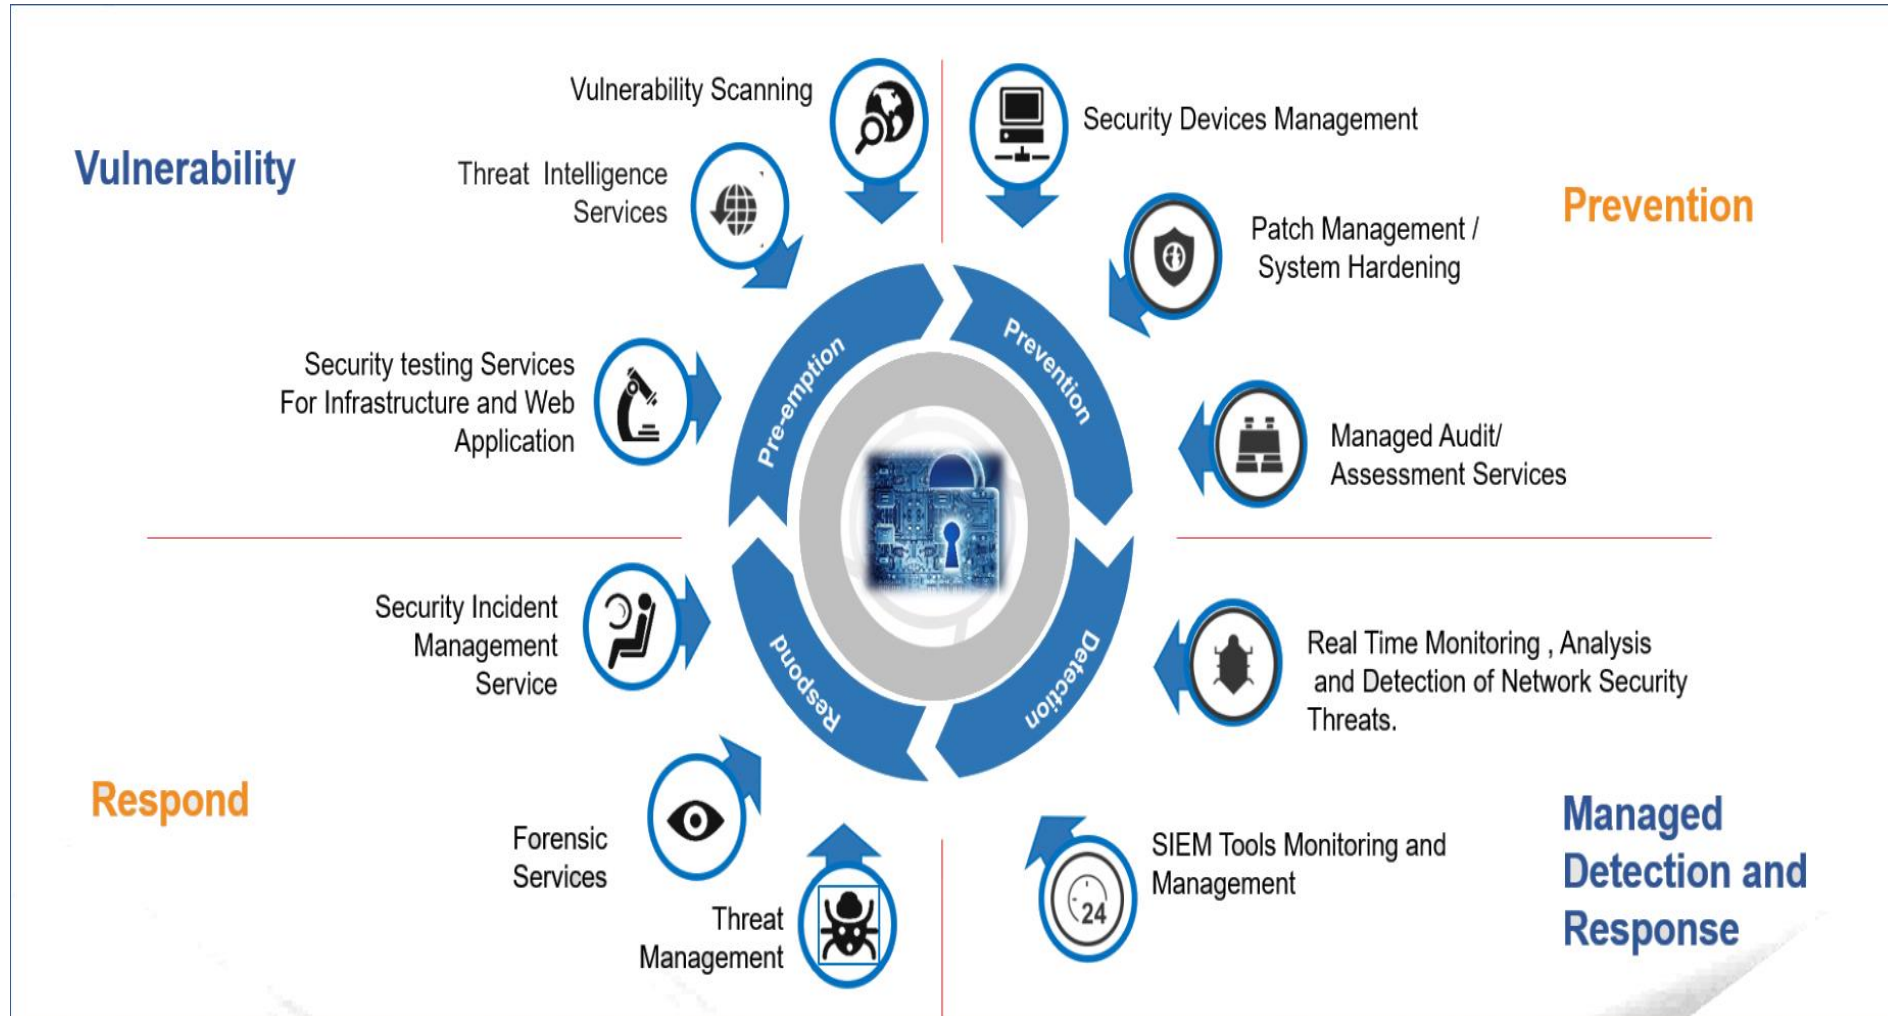 Vulnerability
Vulnerability Scanning
Threat Intelligence
Services
Security testing Services
For Infrastructure and Web
Application
Security Devices Management
Prevention
Patch Management /
System Hardening
Managed Audit/
Assessment Services
Pre-emption
Prevention
Detection
Respond
Security Incident
Management
Service
Respond
Forensic
Services
Threat
Management
Real Time Monitoring , Analysis
and Detection of Network Security
Threats.
SIEM Tools Monitoring and
Management
24
Managed
Detection and
Response